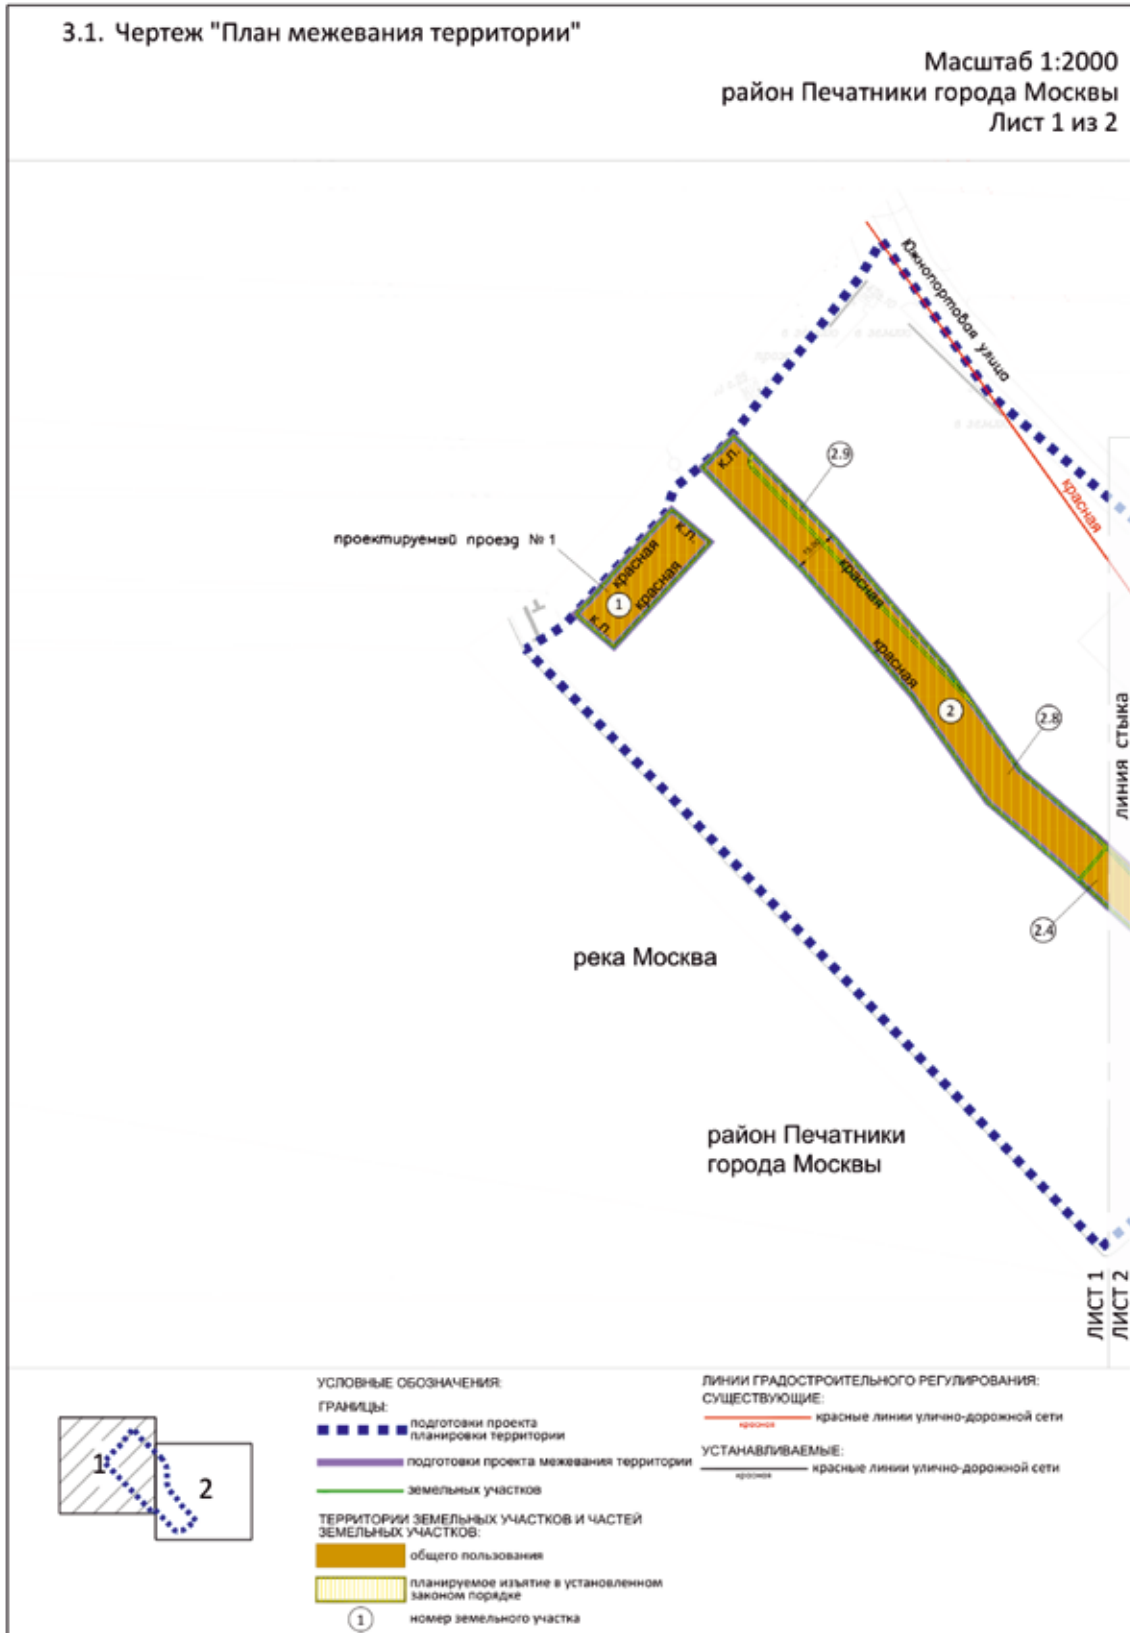 3.1. Чертеж "План межевания территории"
Масштаб 1:2000
район Печатники города Москвы
Лист 1 из 2
Южнопортовая улица
красная
к.п.
2.9
проектируемый проезд № 1
к.п.
красная
красная
1
к.п.
15.00
красная
красная
2
2.8
линия стыка
2.4
река Москва
район Печатники
города Москвы
ЛИСТ 1
ЛИСТ 2
УСЛОВНЫЕ ОБОЗНАЧЕНИЯ:
ГРАНИЦЫ:
подготовки проекта
планировки территории
подготовки проекта межевания территории
земельных участков
ТЕРРИТОРИИ ЗЕМЕЛЬНЫХ УЧАСТКОВ И ЧАСТЕЙ
ЗЕМЕЛЬНЫХ УЧАСТКОВ:
общего пользования
планируемое изъятие в установленном
законом порядке
1 номер земельного участка
ЛИНИИ ГРАДОСТРОИТЕЛЬНОГО РЕГУЛИРОВАНИЯ:
СУЩЕСТВУЮЩИЕ:
красная красные линии улично-дорожной сети
УСТАНАВЛИВАЕМЫЕ:
красная красные линии улично-дорожной сети
1
2